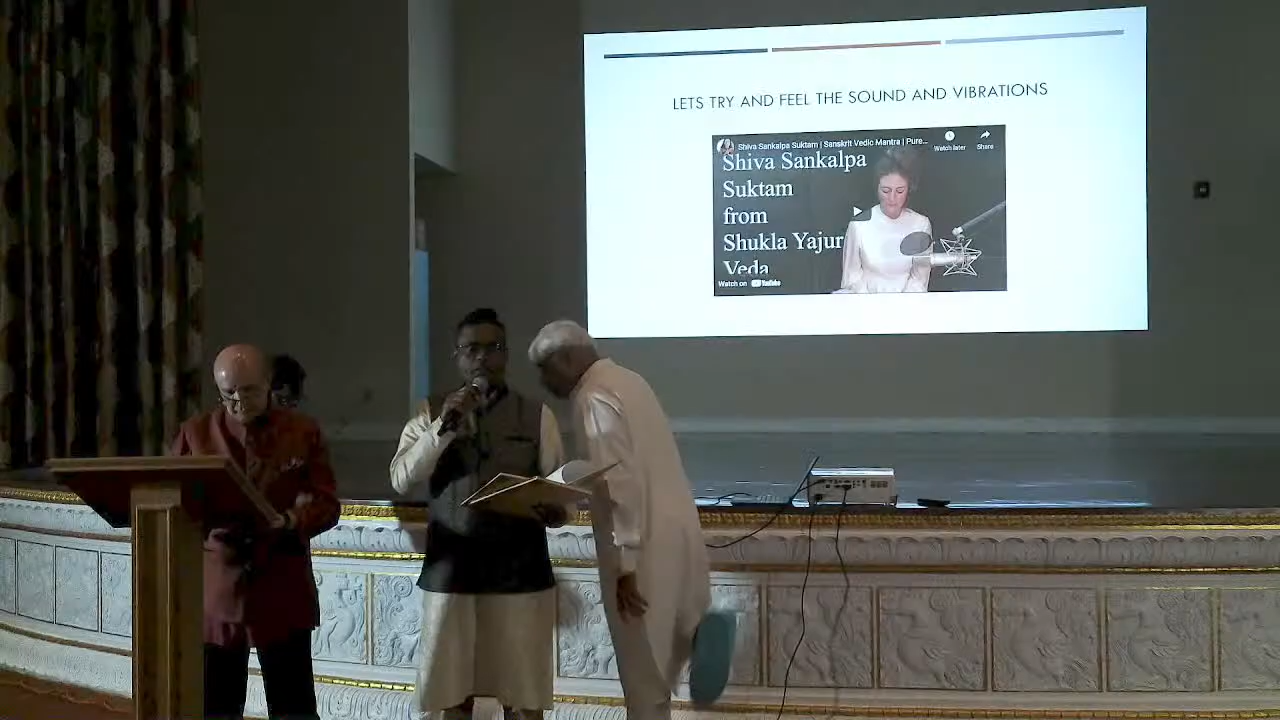 LETS TRY AND FEEL THE SOUND AND VIBRATIONS
Shiva Sankalpa Suktam | Sanskrit Vedic Mantra | Pure...
Watch later
Share
Shiva Sankalpa
Suktam
from
Shukla Yajur
Veda
Watch on YouTube